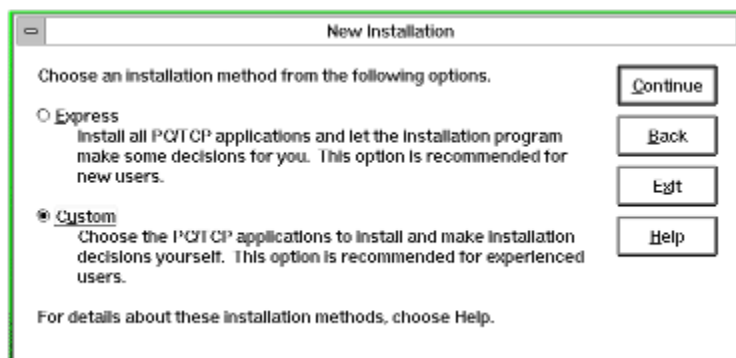 New Installation
Choose an installation method from the following options.
Continue
Express
Install all PC/TCP applications and let the installation program
make some decisions for you. This option is recommended for
new users.
Back
Exit
Custom
Choose the PC/TCP applications to install and make installation
decisions yourself. This option is recommended for experienced
users.
Help
For details about these installation methods, choose Help.